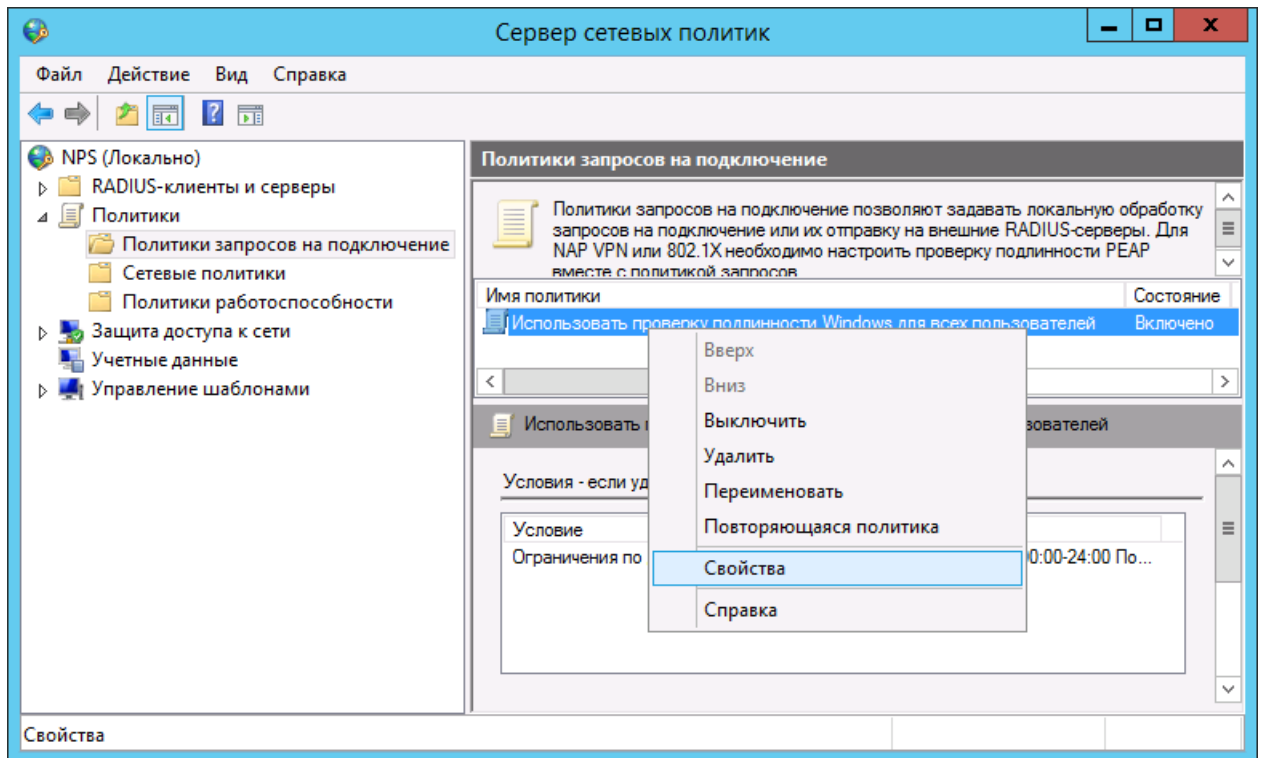 Сервер сетевых политик
Файл Действие Вид Справка
NPS (Локально)
RADIUS-клиенты и серверы
Политики
Политики запросов на подключение
Сетевые политики
Политики работоспособности
Защита доступа к сети
Учетные данные
Управление шаблонами
Политики запросов на подключение
Политики запросов на подключение позволяют задавать локальную обработку
запросов на подключение или их отправку на внешние RADIUS-серверы. Для
NAP VPN или 802.1X необходимо настроить проверку подлинности PEAP
вместе с политикой запросов
Имя политики Состояние
Использовать проверку подлинности Windows для всех пользователей Включено
Вверх
Вниз
Выключить
Удалить
Переименовать
Повторяющаяся политика
Свойства
Справка
Использовать зователей
Условия - если уд
Условие
Ограничения по 0:00-24:00 По...
Свойства